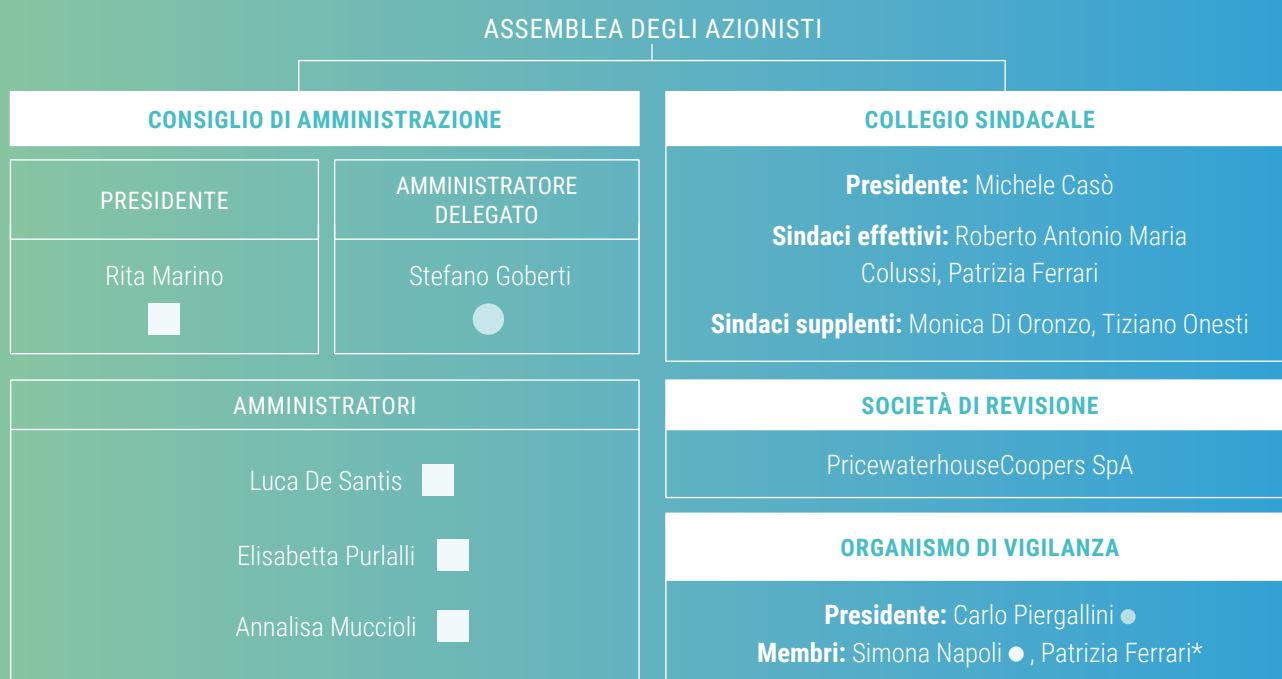 ASSEMBLEA DEGLI AZIONISTI
CONSIGLIO DI AMMINISTRAZIONE
PRESIDENTE
Rita Marino
AMMINISTRATORE
DELEGATO
Stefano Goberti
AMMINISTRATORI
Luca De Santis
Elisabetta Purlalli
Annalisa Muccioli
COLLEGIO SINDACALE
Presidente: Michele Casò
Sindaci effettivi: Roberto Antonio Maria
Colussi, Patrizia Ferrari
Sindaci supplenti: Monica Di Oronzo, Tiziano Onesti
SOCIETÀ DI REVISIONE
PricewaterhouseCoopers SpA
ORGANISMO DI VIGILANZA
Presidente: Carlo Piergallini
Membri: Simona Napoli , Patrizia Ferrari*